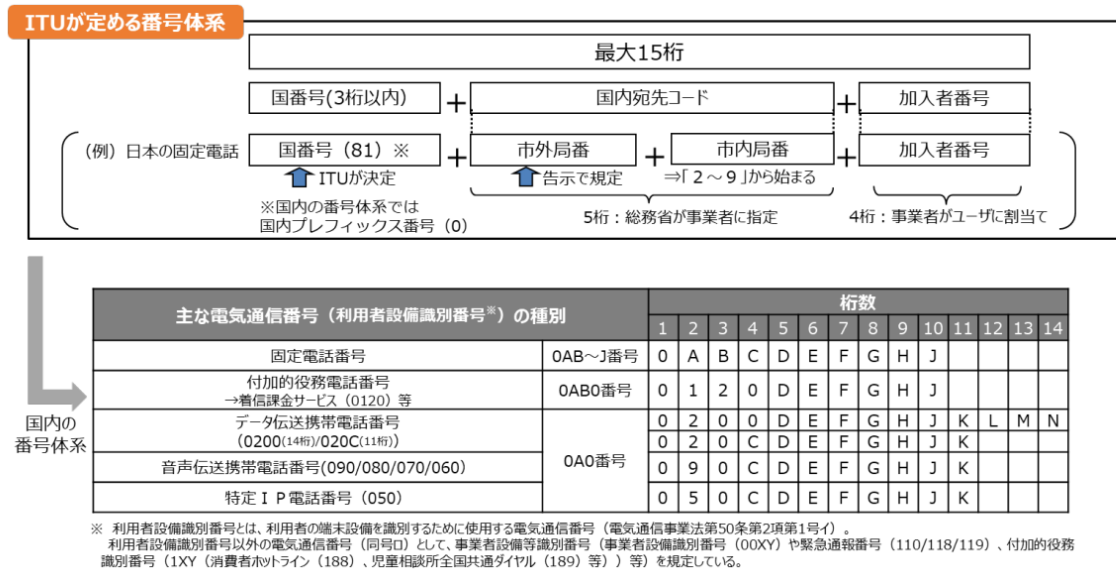 ITUが定める番号体系
最大15桁
国番号(3桁以内) + 国内宛先コード + 加入者番号
(例) 日本の固定電話 国番号（81）※ + 市外局番 + 市内局番 + 加入者番号
ITUが決定 告示で規定 ⇒「２～９」から始まる
※国内の番号体系では
国内プレフィックス番号（0）
5桁：総務省が事業者に指定 4桁：事業者がユーザに割当て
国内の
番号体系
主な電気通信番号（利用者設備識別番号※）の種別 桁数
1 2 3 4 5 6 7 8 9 10 11 12 13 14
固定電話番号 0AB～J番号 0 A B C D E F G H J
付加的役務電話番号
→着信課金サービス（0120）等 0AB0番号 0 1 2 0 D E F G H J
データ伝送携帯電話番号
（0200(14桁)/020C(11桁)） 0A0番号 0 2 0 0 D E F G H J K L M N
0 2 0 C D E F G H J K
音声伝送携帯電話番号(090/080/070/060) 0 9 0 C D E F G H J K
特定ＩＰ電話番号（050） 0 5 0 C D E F G H J K
※ 利用者設備識別番号とは、利用者の端末設備を識別するために使用する電気通信番号（電気通信事業法第50条第2項第1号イ）。
利用者設備識別番号以外の電気通信番号（同号ロ）として、事業者設備等識別番号（事業者設備識別番号（00XY）や緊急通報番号（110/118/119）、付加的役務
識別番号（1XY（消費者ホットライン（188）、児童相談所全国共通ダイヤル（189）等））等）を規定している。